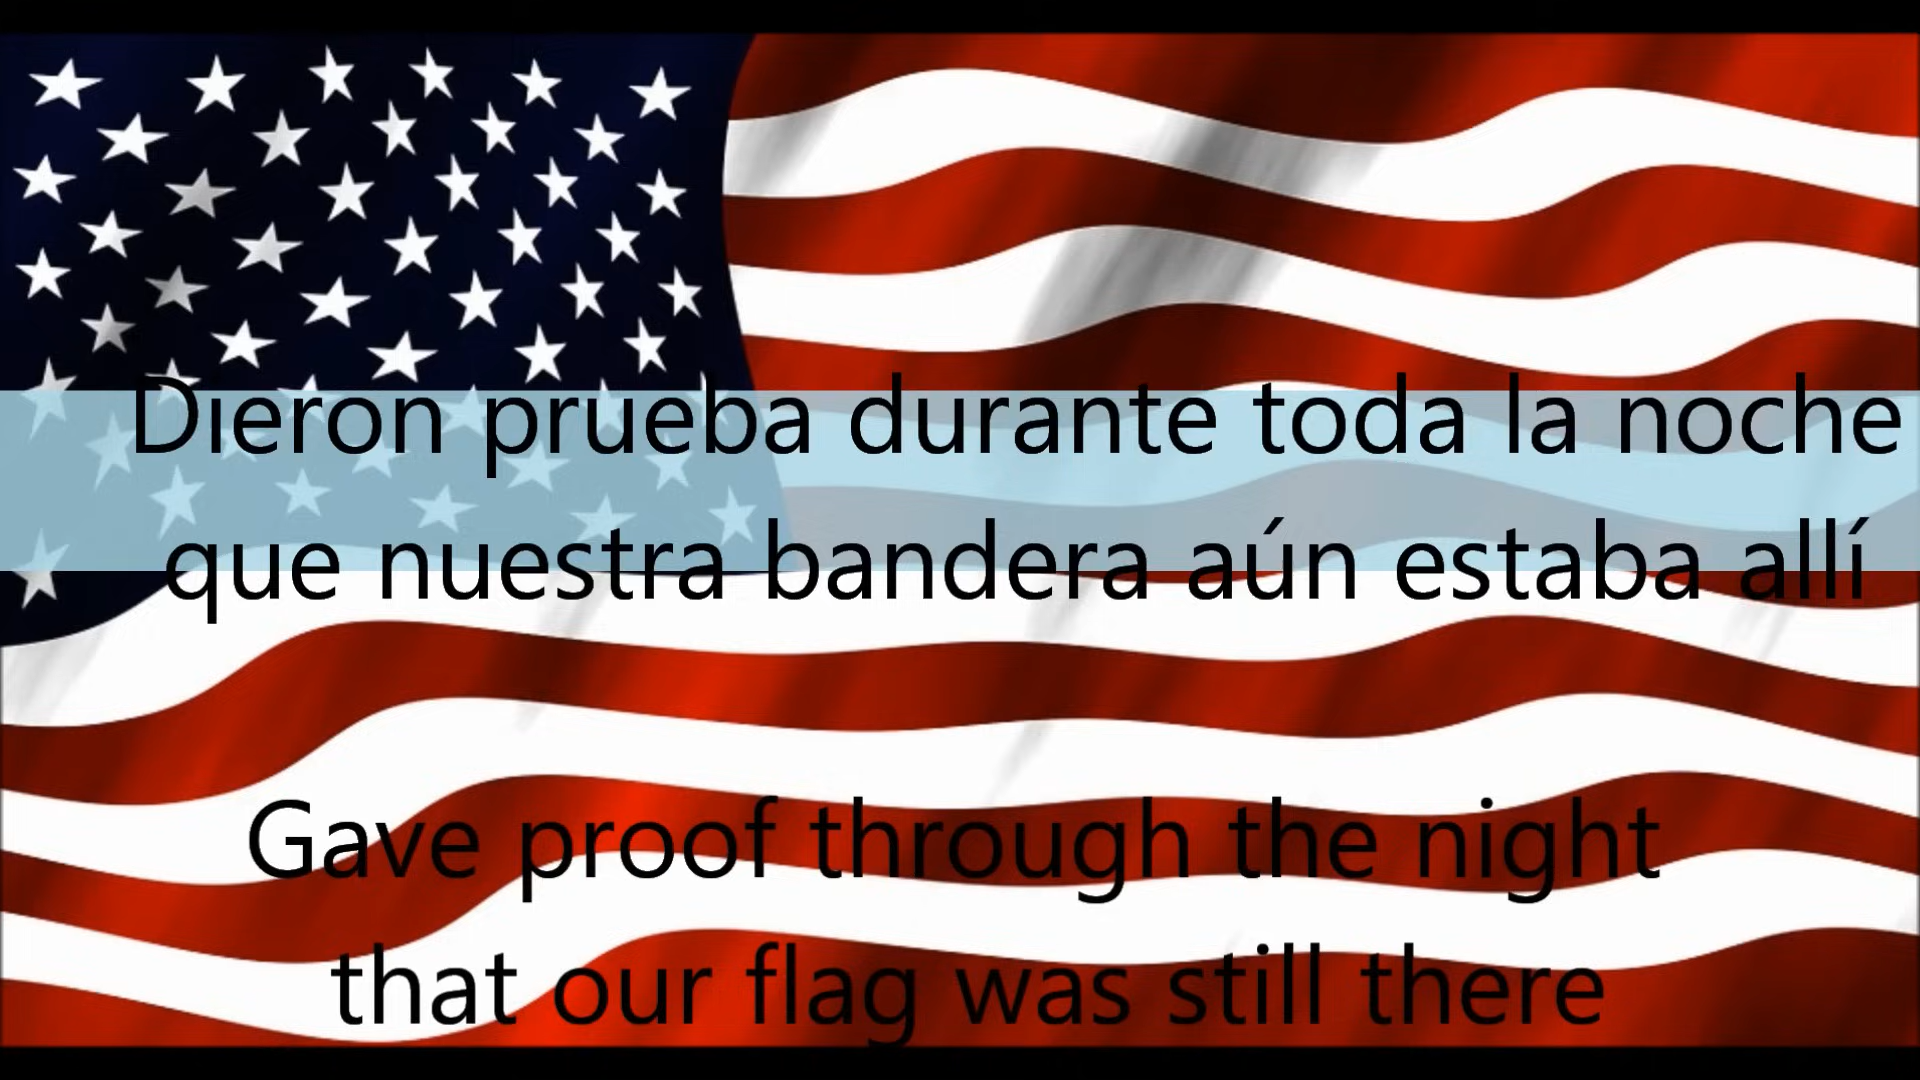 Dieron prueba durante toda la noche
que nuestra bandera aún estaba allí
Gave proof through the night
that our flag was still there